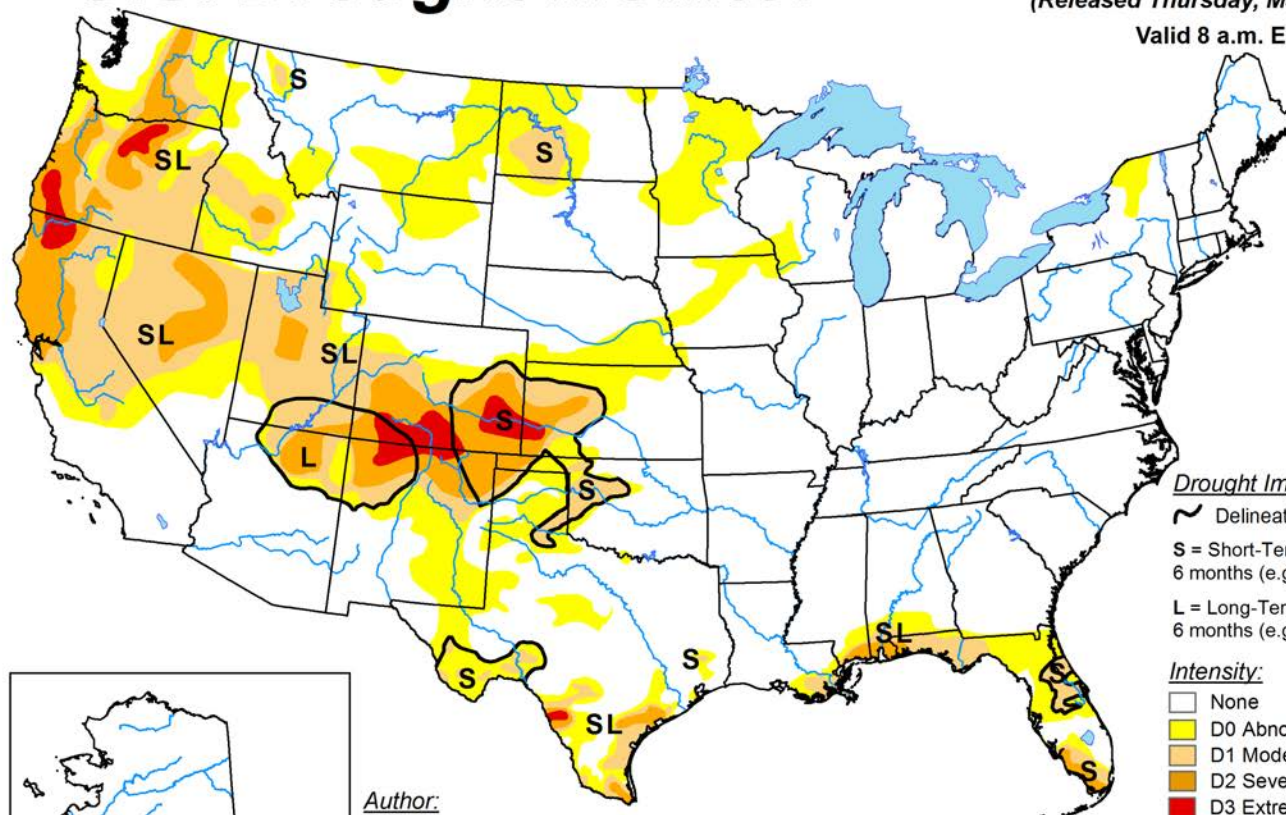 (Released Thursday,
Valid 8 a.m.
S
SL
S
SL
SL
S
L
S
S
S
SL
SL
S
S
S
Author:
Drought
Delineat
S = Short-Ter
6 months (e.g
L = Long-Ter
6 months (e.g
Intensity:
None
D0 Abno
D1 Mode
D2 Seve
D3 Extre